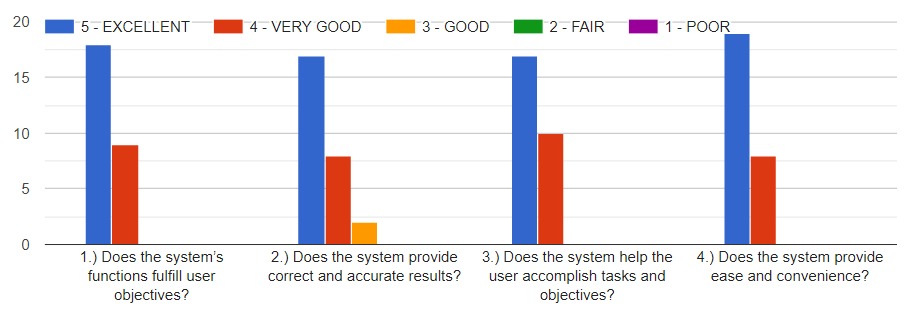 20
5 - EXCELLENT 4 - VERY GOOD 3 - GOOD 2 - FAIR 1 - POOR
15
10
5
0
1.) Does the system’s
functions fulfill user
objectives?
2.) Does the system provide
correct and accurate results?
3.) Does the system help the
user accomplish tasks and
objectives?
4.) Does the system provide
ease and convenience?